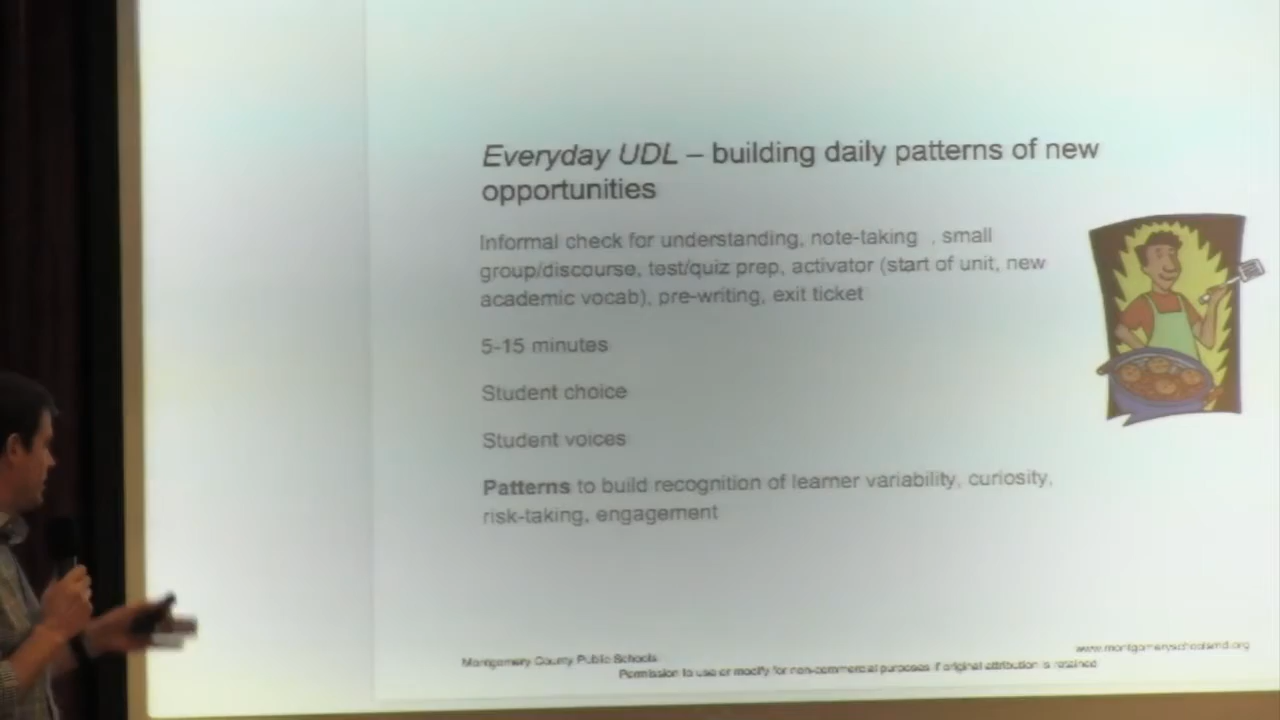 Everyday UDL – building daily patterns of new
opportunities
Informal check for understanding, note-taking , small
group/discourse, test/quiz prep, activator (start of unit, new
academic vocab), pre-writing, exit ticket
5-15 minutes
Student choice
Student voices
Patterns to build recognition of learner variability, curiosity,
risk-taking, engagement
www.montgomeryschoolsmd.org
Montgomery County Public Schools
Permission to use or modify for non-commercial purposes if original attribution is retained